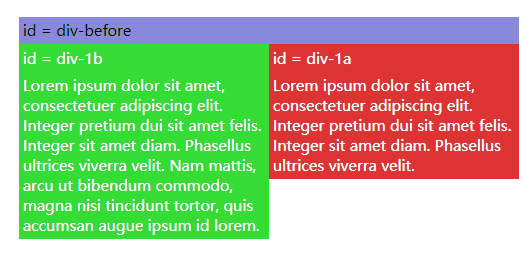 id = div-before
id = div-1b
Lorem ipsum dolor sit amet,
consectetuer adipiscing elit.
Integer pretium dui sit amet felis.
Integer sit amet diam. Phasellus
ultrices viverra velit. Nam mattis,
arcu ut bibendum commodo,
magna nisi tincidunt tortor, quis
accumsan augue ipsum id lorem.
id = div-1a
Lorem ipsum dolor sit amet,
consectetuer adipiscing elit.
Integer pretium dui sit amet felis.
Integer sit amet diam. Phasellus
ultrices viverra velit.